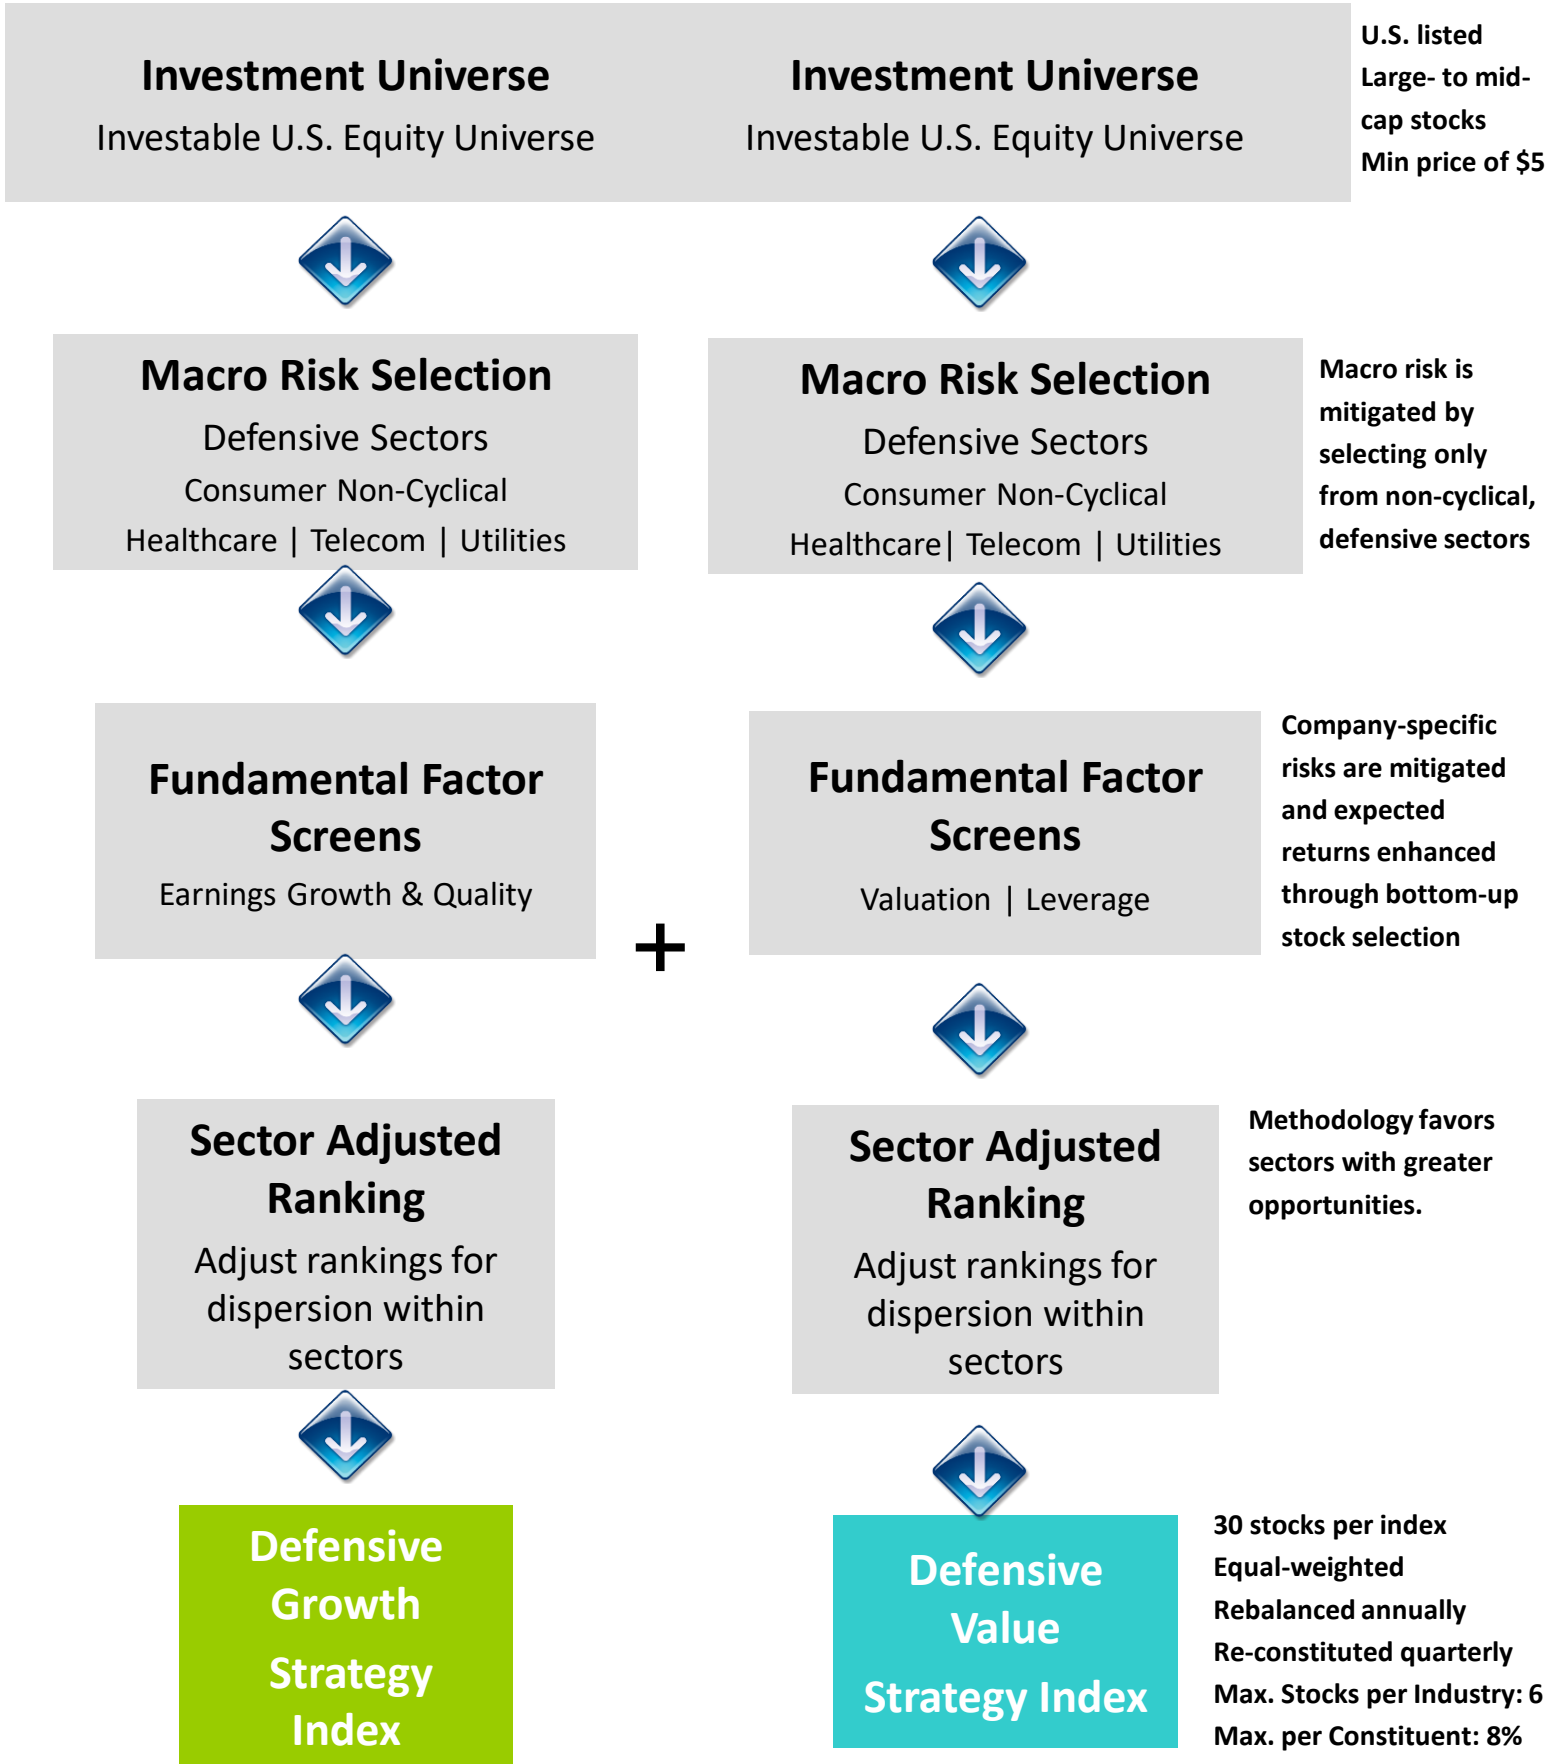 Investment Universe
Investable U.S. Equity Universe
Investment Universe
Investable U.S. Equity Universe
U.S. listed
Large- to mid-
cap stocks
Min price of $5
Macro Risk Selection
Defensive Sectors
Consumer Non-Cyclical
Healthcare | Telecom | Utilities
Macro Risk Selection
Defensive Sectors
Consumer Non-Cyclical
Healthcare| Telecom | Utilities
Macro risk is
mitigated by
selecting only
from non-cyclical,
defensive sectors
Fundamental Factor
Screens
Earnings Growth & Quality
+
Fundamental Factor
Screens
Valuation | Leverage
Company-specific
risks are mitigated
and expected
returns enhanced
through bottom-up
stock selection
Sector Adjusted
Ranking
Adjust rankings for
dispersion within
sectors
Sector Adjusted
Ranking
Adjust rankings for
dispersion within
sectors
Methodology favors
sectors with greater
opportunities.
Defensive
Growth
Strategy
Index
Defensive
Value
Strategy Index
30 stocks per index
Equal-weighted
Rebalanced annually
Re-constituted quarterly
Max. Stocks per Industry: 6
Max. per Constituent: 8%